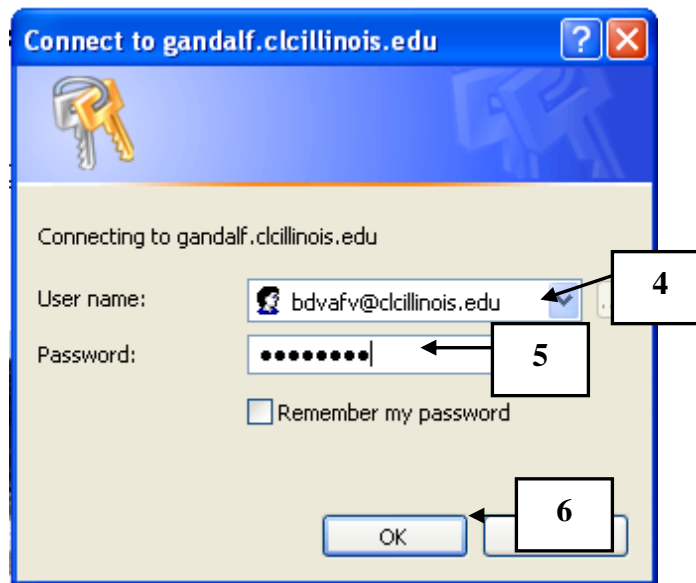 Connect to gandalf.clcillinois.edu
Connecting to gandalf.clcillinois.edu
User name: bdvafv@clcillinois.edu
4
Password: ●●●●●●●●
5
Remember my password
6
OK